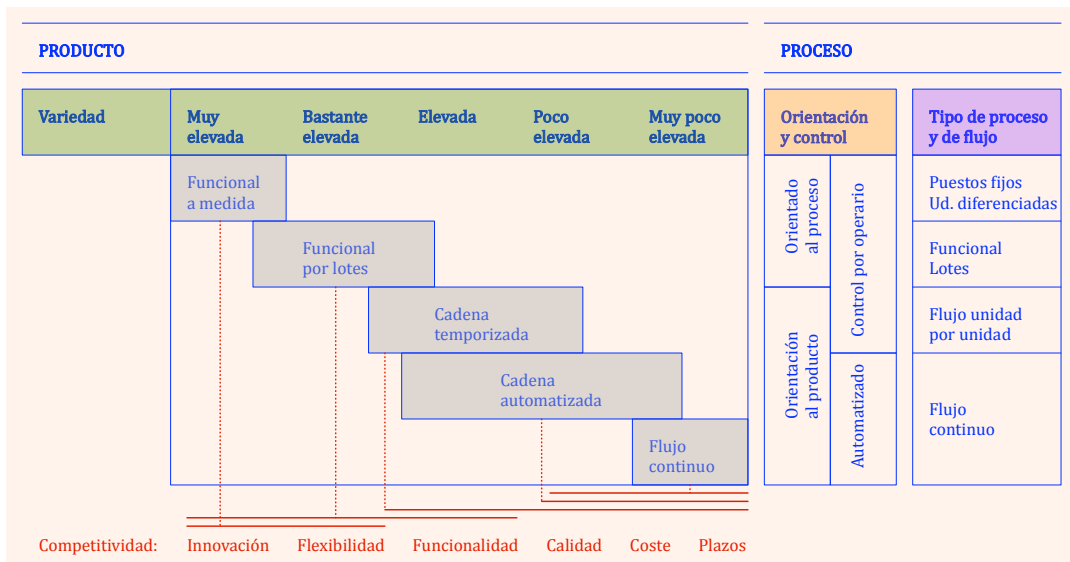 PRODUCTO
PROCESO
Variedad
Muy
elevada
Bastante
elevada
Elevada
Poco
elevada
Muy poco
elevada
Orientación
y control
Tipo de proceso
y de flujo
Funcional
a medida
Funcional
por lotes
Cadena
temporizada
Cadena
automatizada
Flujo
continuo
Orientado
al proceso
Orientación
al producto
Control por operario
Automatizado
Puestos fijos
Ud. diferenciadas
Funcional
Lotes
Flujo unidad
por unidad
Flujo
continuo
Competitividad: Innovación Flexibilidad Funcionalidad Calidad Coste Plazos